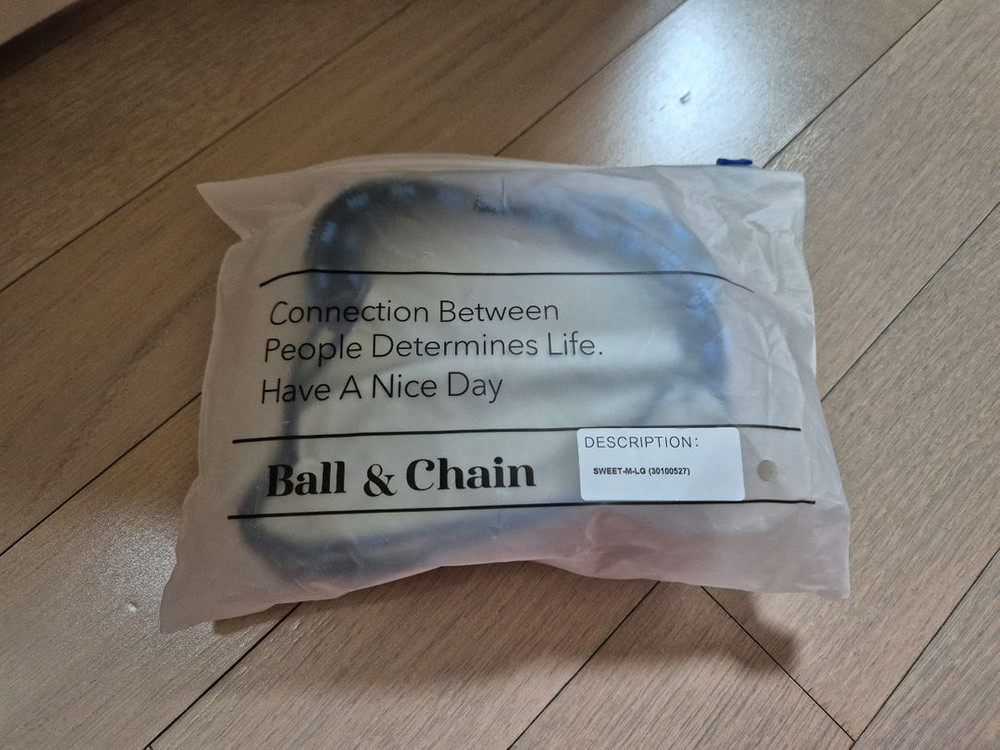 Connection Between
People Determines Life.
Have A Nice Day
Ball & Chain
DESCRIPTION:
SWEET-M-LG (30100527)